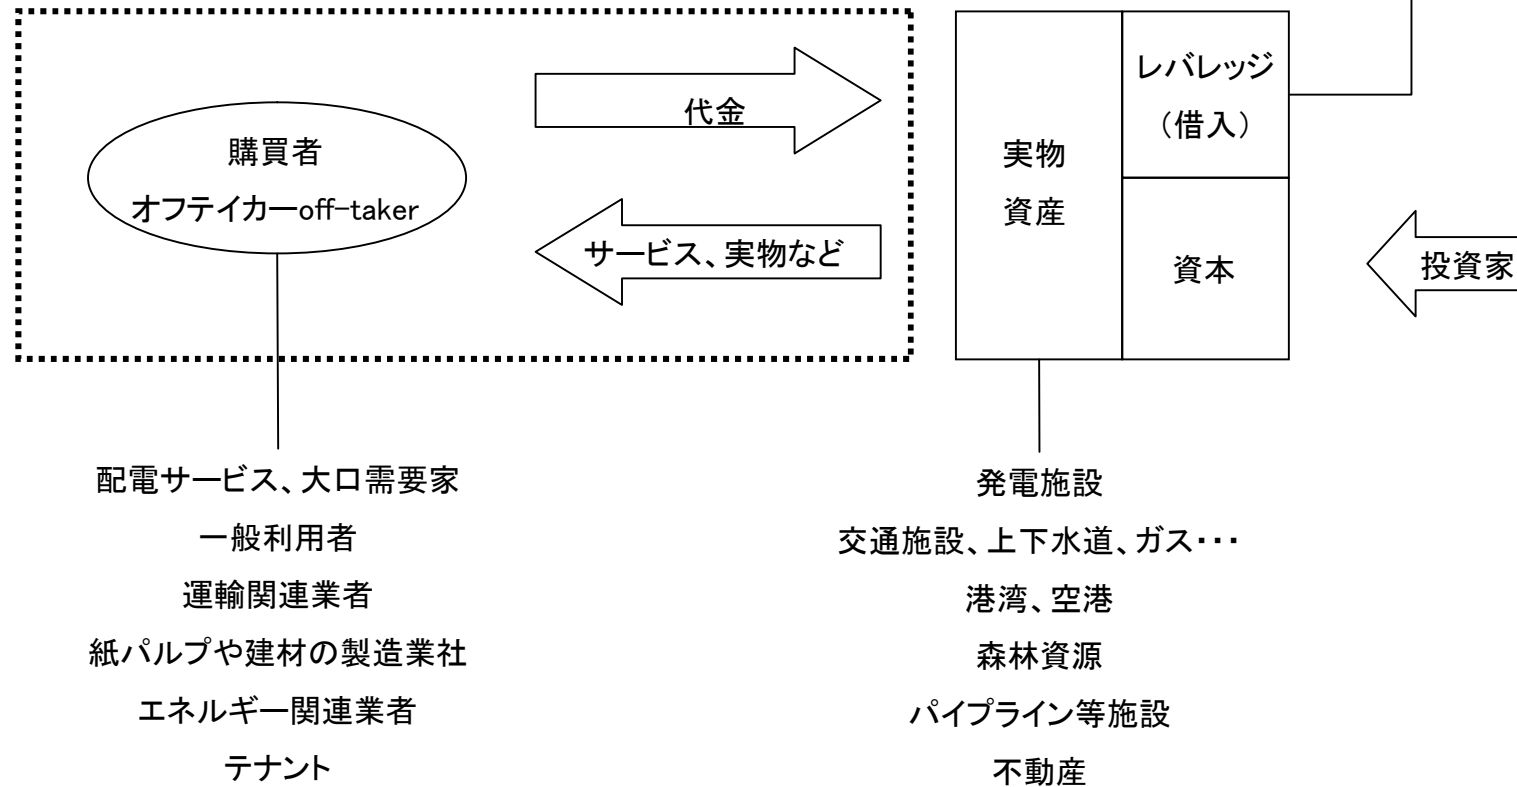 購買者
オフテイカーoff-taker
代金
サービス、実物など
実物
資産
レバレッジ
（借入）
資本
投資家
配電サービス、大口需要家
一般利用者
運輸関連業者
紙パルプや建材の製造業社
エネルギー関連業者
テナント
発電施設
交通施設、上下水道、ガス・・・
港湾、空港
森林資源
パイプライン等施設
不動産